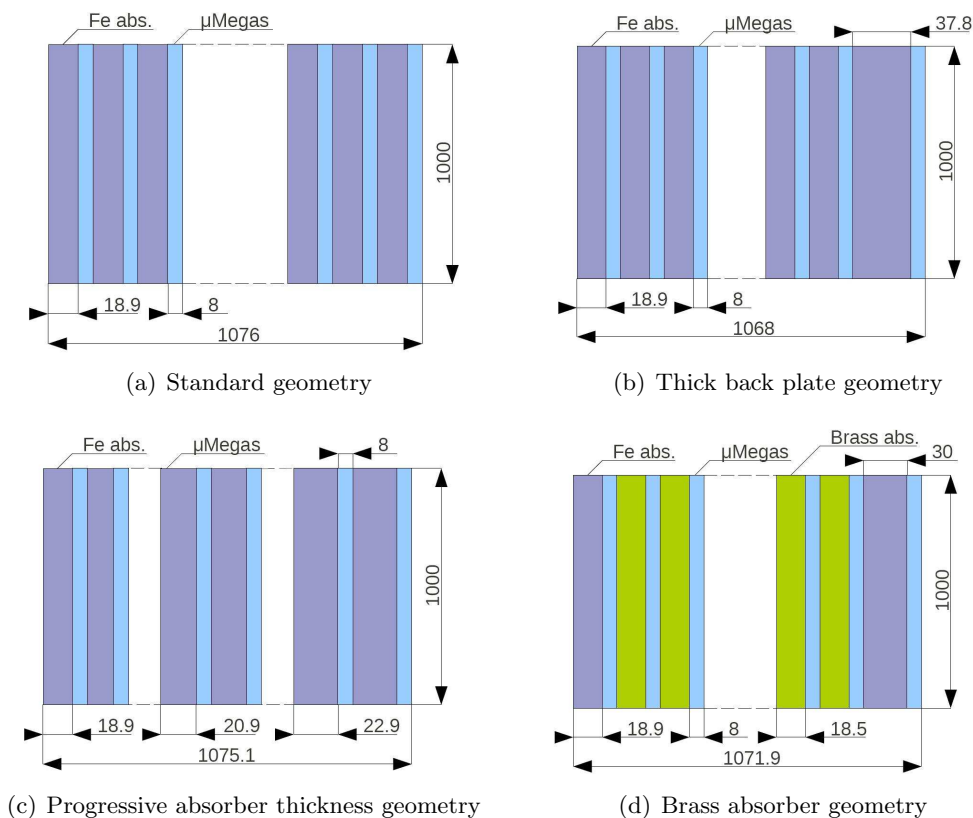 Fe abs. µMegas
1000
18.9 8
1076
(a) Standard geometry
Fe abs. µMegas 37.8
1000
18.9 8
1068
(b) Thick back plate geometry
Fe abs. µMegas 8
1000
18.9 20.9 22.9
1075.1
(c) Progressive absorber thickness geometry
Fe abs. µMegas Brass abs. 30
1000
18.9 8 18.5
1071.9
(d) Brass absorber geometry